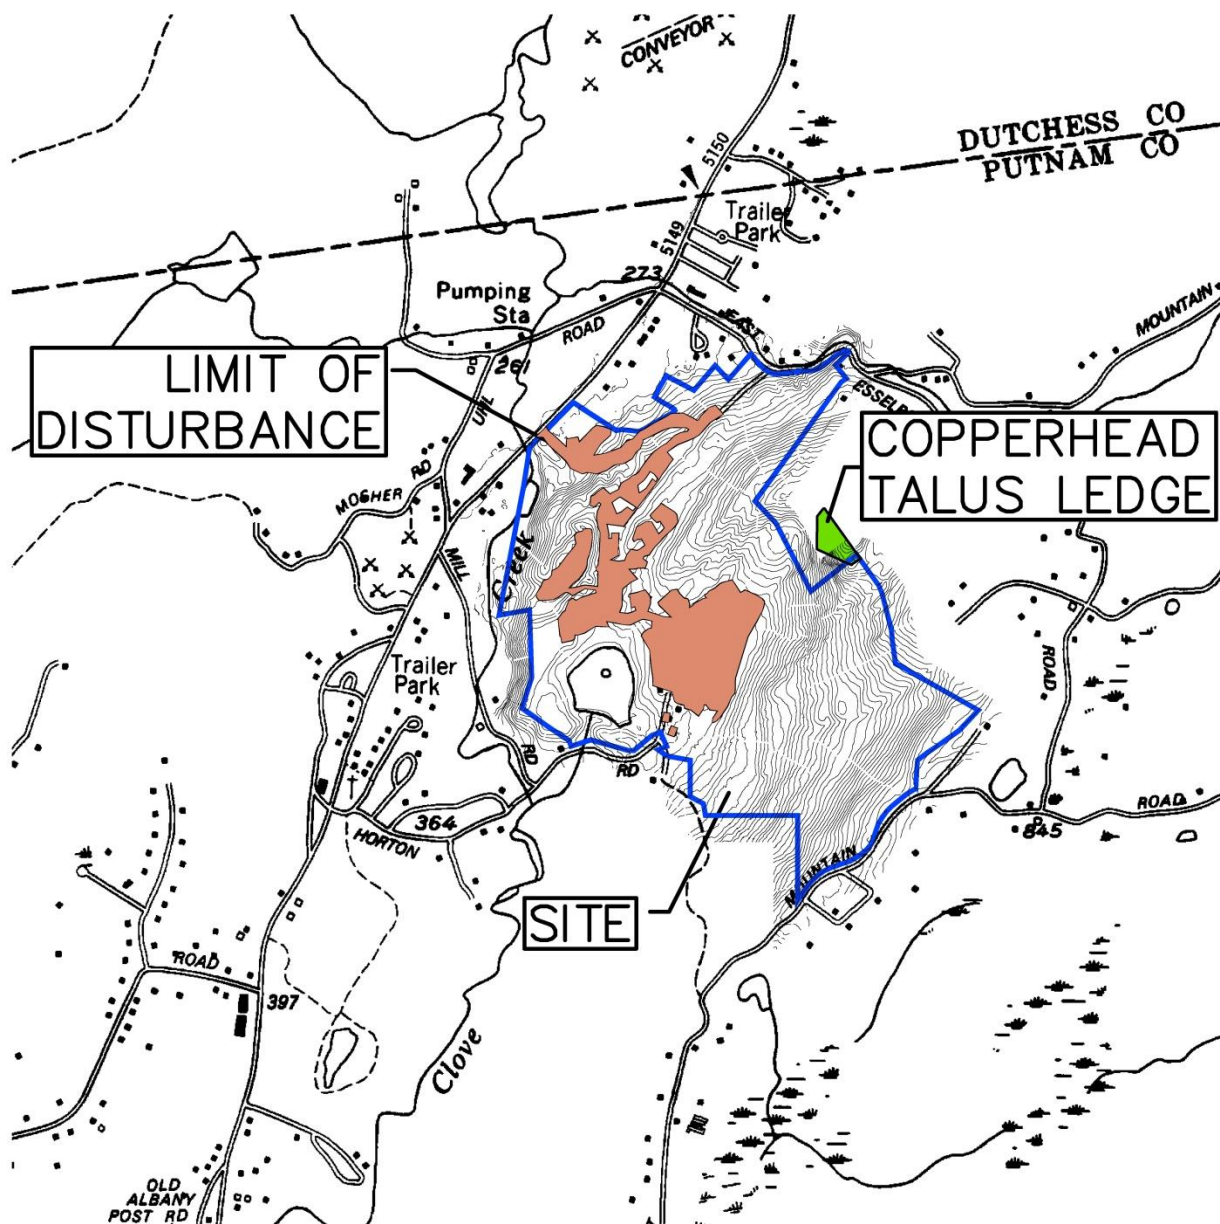 CONVEYOR
DUTCHESS CO
PUTNAM CO
5150
Trailer
Park
5149
273
MOUNTAIN
Pumping
Sta
ROAD
EAST
261
LIMIT OF
DISTURBANCE
UHL
COPPERHEAD
TALUS LEDGE
MOGHER RD
MILL
Creek
ROAD
Trailer
Park
RD
RD
364
HORTON
ROAD
845
MOUNTAIN
SITE
ROAD
397
Clove
OLD
ALBANY
POST RD